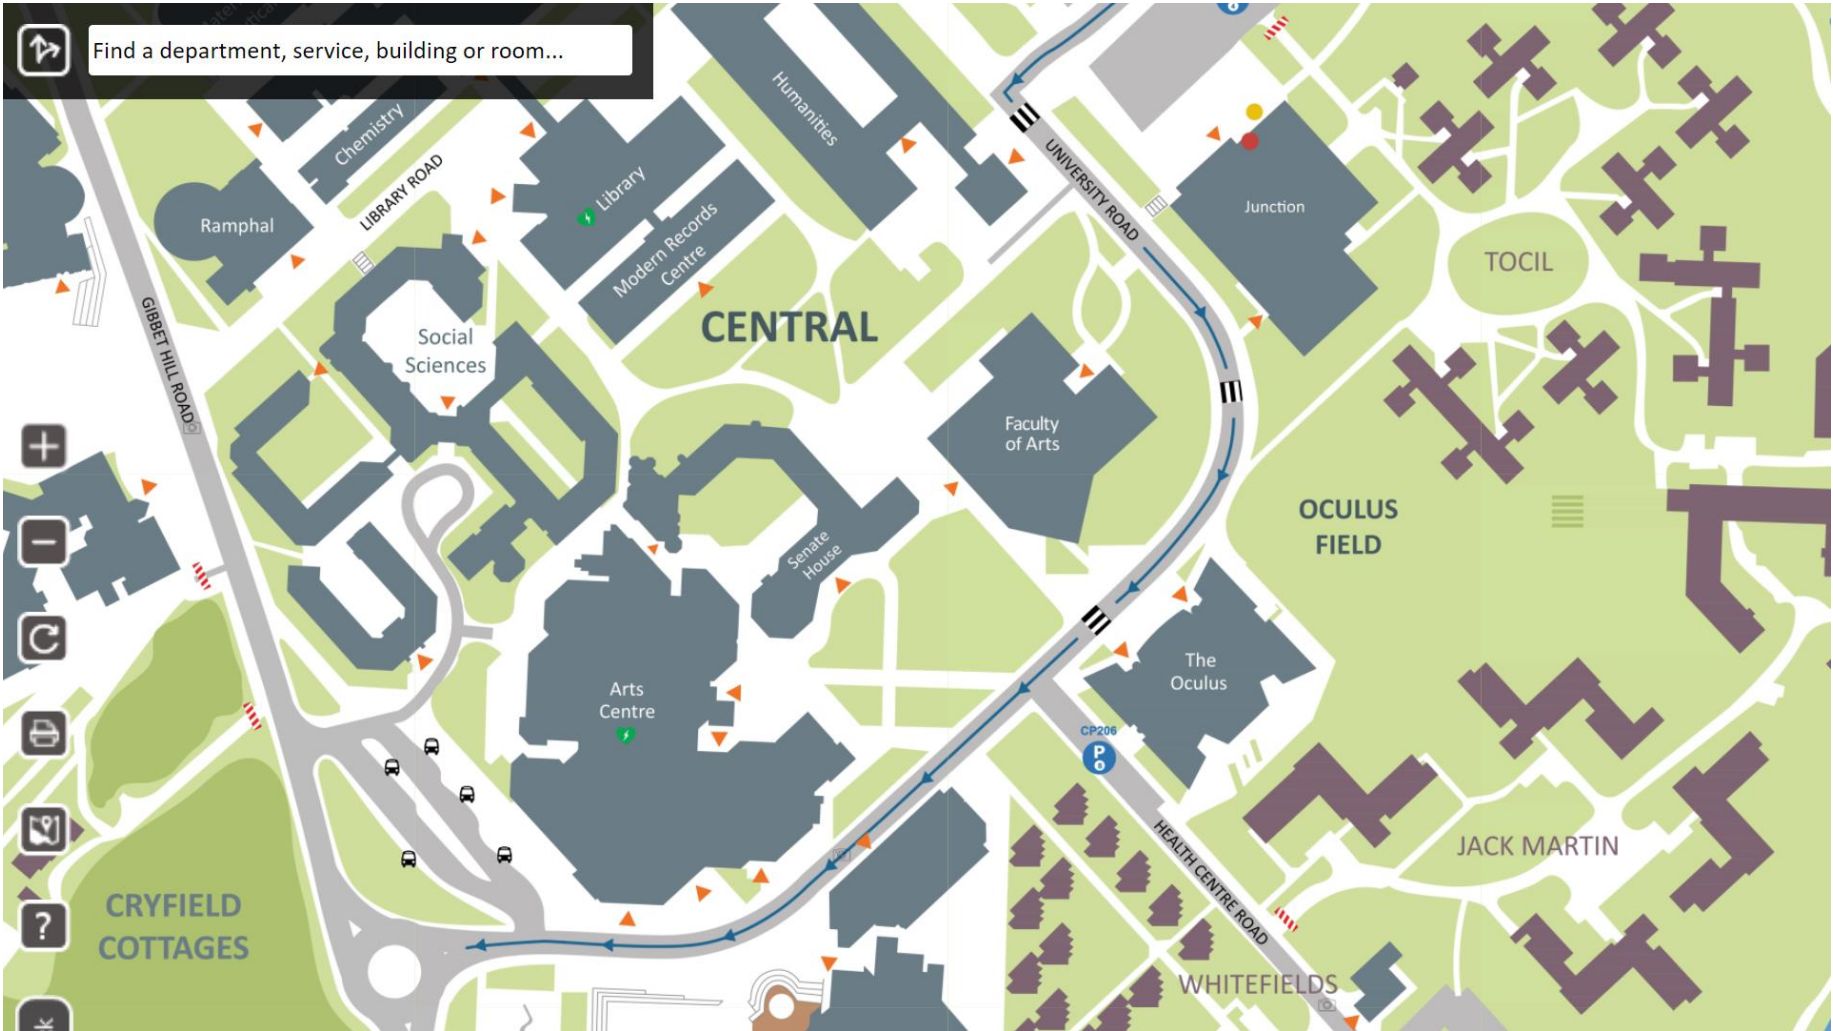 Find a department, service, building or room...
Chemistry
Humanities
LIBRARY ROAD
Library
UNIVERSITY ROAD
Ramphal
Junction
Modern Records
Centre
TOCIL
GIBBET HILL ROAD
Social
Sciences
CENTRAL
Faculty
of Arts
OCULUS
FIELD
Senate
House
The
Oculus
Arts
Centre
CP206
P
HEALTH CENTRE ROAD
JACK MARTIN
CRYFIELD
COTTAGES
?
WHITEFIELDS